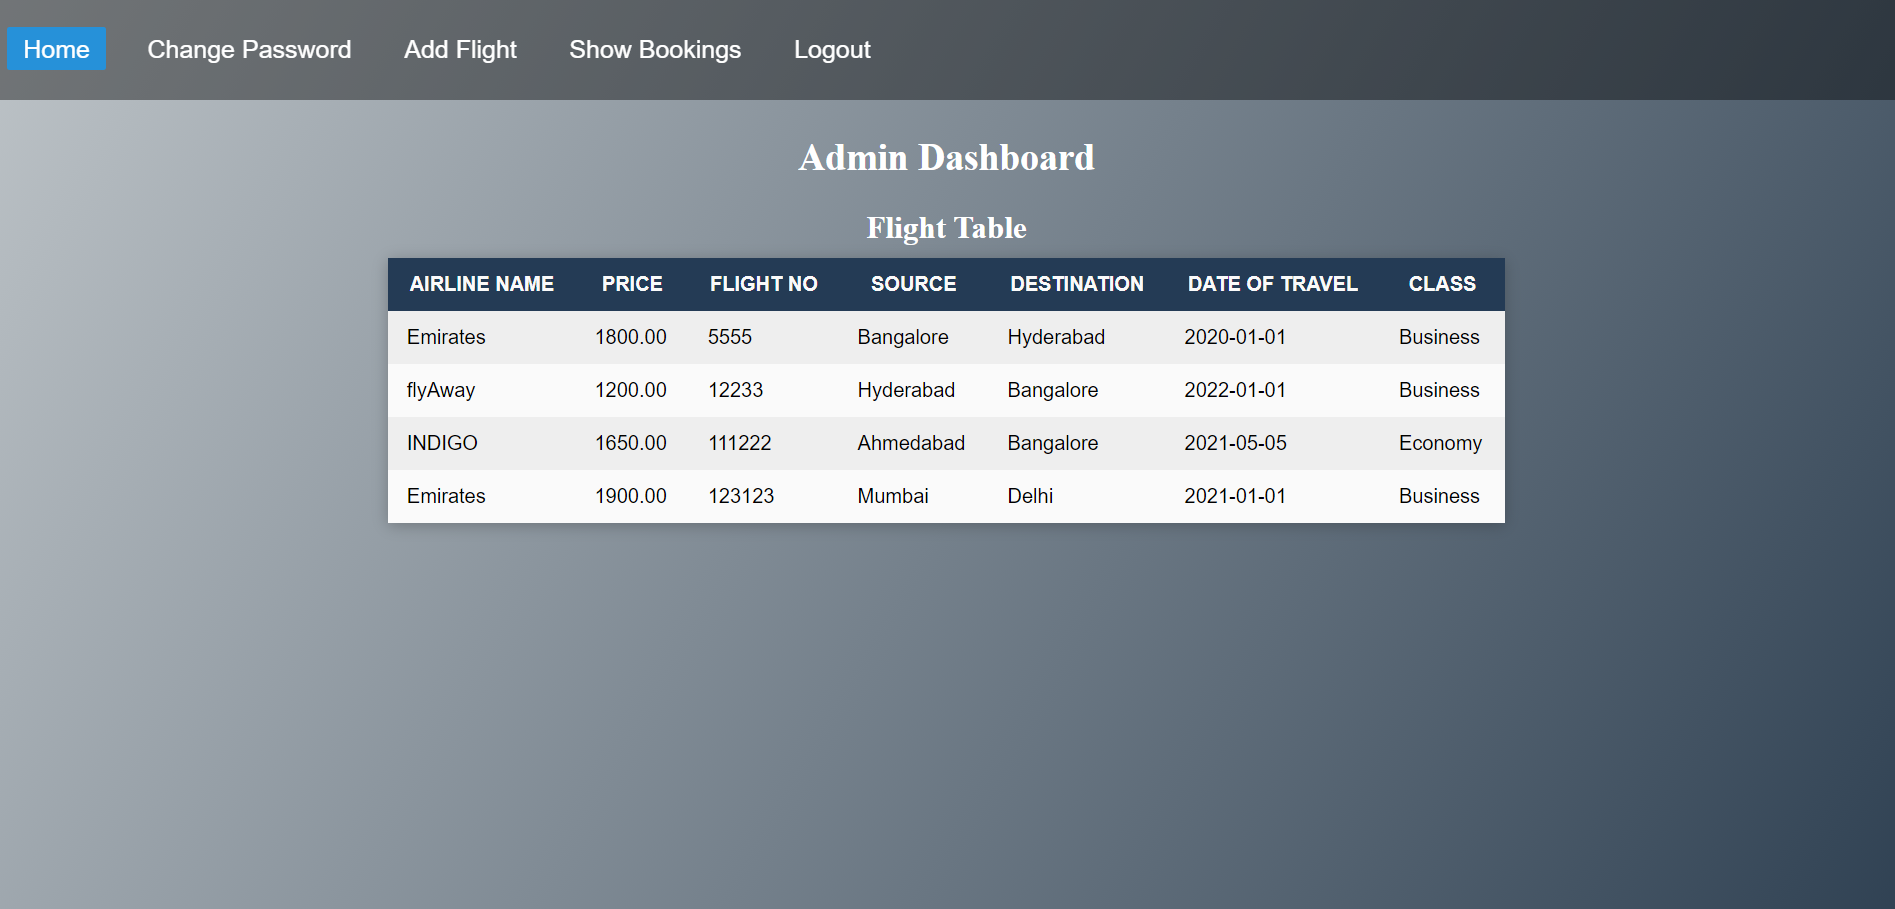 Home Change Password Add Flight Show Bookings Logout
Admin Dashboard
Flight Table
AIRLINE NAME PRICE FLIGHT NO SOURCE DESTINATION DATE OF TRAVEL CLASS
Emirates 1800.00 5555 Bangalore Hyderabad 2020-01-01 Business
flyAway 1200.00 12233 Hyderabad Bangalore 2022-01-01 Business
INDIGO 1650.00 111222 Ahmedabad Bangalore 2021-05-05 Economy
Emirates 1900.00 123123 Mumbai Delhi 2021-01-01 Business